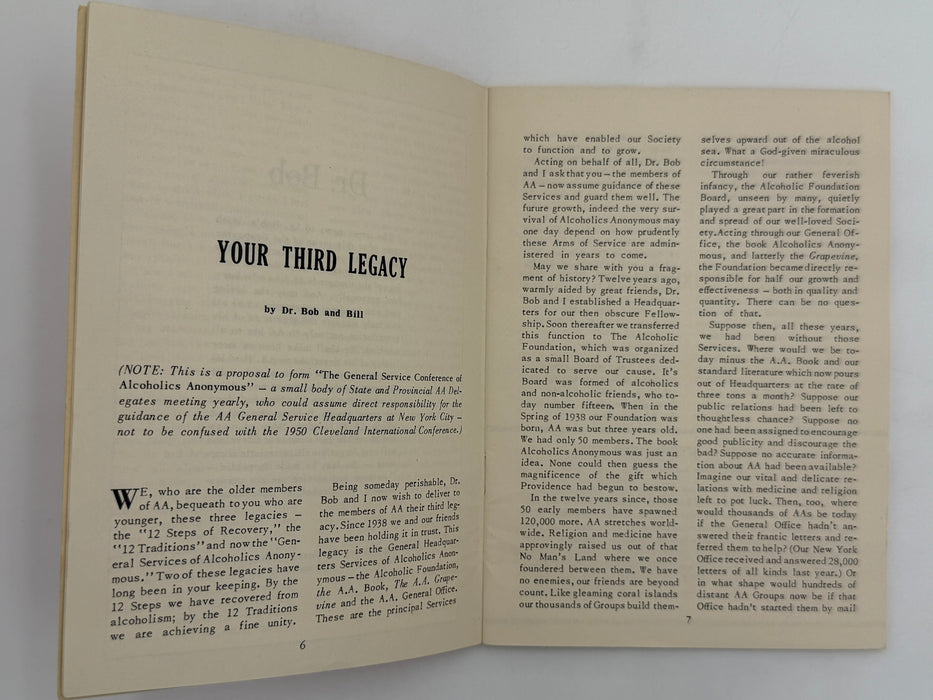 YOUR THIRD LEGACY
by Dr. Bob and Bill
(NOTE: This is a proposal to form "The General Service Conference of
Alcoholics Anonymous" — a small body of State and Provincial AA Del-
egates meeting yearly, who could assume direct responsibility for the
guidance of the AA General Service Headquarters at New York City —
not to be confused with the 1950 Cleveland International Conference.)
WE, who are the older members
of AA, bequeath to you who are
younger, these three legacies —
the "12 Steps of Recovery," the
"12 Traditions" and now the "Gen-
eral Services of Alcoholics Anony-
mous." Two of these legacies have
long been in your keeping. By the
12 Steps we have recovered from
alcoholism; by the 12 Traditions
we are achieving a fine unity.
Being someday perishable, Dr.
Bob and I now wish to deliver to
the members of AA their third leg-
acy. Since 1938 we and our friends
have been holding it in trust. This
legacy is the General Headquar-
ters Services of Alcoholics Anon-
ymous — the Alcoholic Foundation,
the A.A. Book, The A.A. Grape-
vine and the A.A. General Office.
These are the principal Services
6
which have enabled our Society
to function and to grow.
Acting on behalf of all, Dr. Bob
and I ask that you — the members of
AA — now assume guidance of these
Services and guard them well. The
future growth, indeed the very sur-
vival of Alcoholics Anonymous may
one day depend on how prudently
these Arms of Service are admin-
istered in years to come.
May we share with you a frag-
ment of history? Twelve years ago,
warmly aided by great friends, Dr.
Bob and I established a Headquar-
ters for our then obscure Fellow-
ship. Soon thereafter we transferred
this function to The Alcoholic
Foundation, which was organized
as a small Board of Trustees ded-
icated to serve our cause. It's
Board was formed of alcoholics
and non-alcoholic friends, who to-
day number fifteen. When in the
Spring of 1938 our Foundation was
born, AA was but three years old.
We had only 50 members. The book
Alcoholics Anonymous was just an
idea. None could then guess the
magnificence of the gift which
Providence had begun to bestow.
In the twelve years since, those
50 early members have spawned
120,000 more. AA stretches world-
wide. Religion and medicine have
approvingly raised us out of that
No Man's Land where we once
foundered between them. We have
no enemies, our friends are beyond
count. Like gleaming coral islands
our thousands of Groups build them-
selves upward out of the alcohol
sea. What a God-given miraculous
circumstance!
Through our rather feverish
infancy, the Alcoholic Foundation
Board, unseen by many, quietly
played a great part in the formation
and spread of our well-loved Soci-
ety. Acting through our General Of-
fice, the book Alcoholics Anony-
mous, and latterly the Grapevine,
the Foundation became directly re-
sponsible for half our growth and
effectiveness — both in quality and
quantity. There can be no ques-
tion of that.
Suppose then, all these years,
we had been without those
Services. Where would we be to-
day minus the A.A. Book and our
standard literature which now pours
out of Headquarters at the rate of
three tons a month? Suppose our
public relations had been left to
thoughtless chance? Suppose no
one had been assigned to encourage
good publicity and discourage the
bad? Suppose no accurate informa-
tion about AA had been available?
Imagine our vital and delicate re-
lations with medicine and religion
left to pot luck. Then, too, where
would thousands of AAs be today
if the General Office hadn't an-
swered their frantic letters and re-
ferred them to help? (Our New York
Office received and answered 28,000
letters of all kinds last year.) Or
in what shape would hundreds of
distant AA Groups now be if that
Office hadn't started them by mail
7